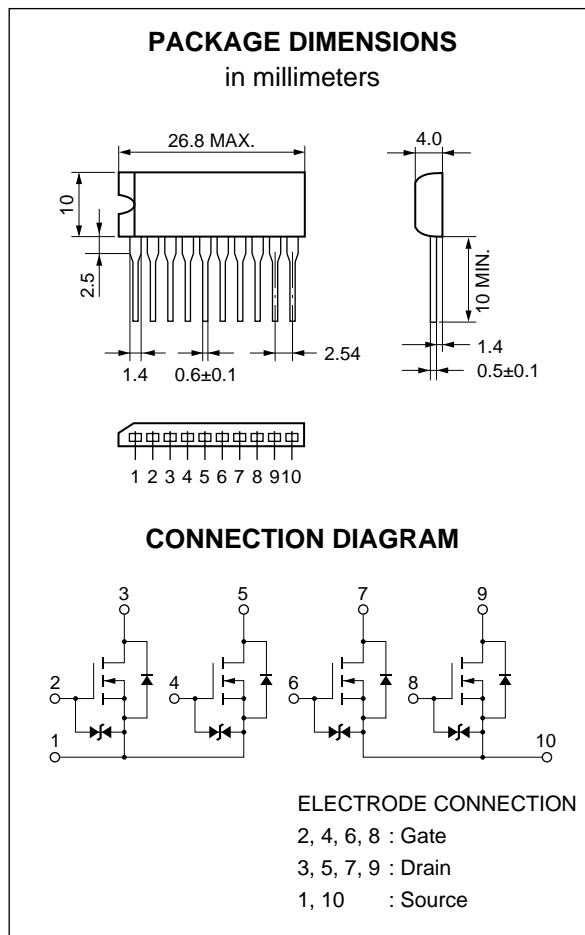 PACKAGE DIMENSIONS
in millimeters
26.8 MAX.
4.0
10
2.5
10 MIN.
2.54
1.4
0.6±0.1
1.4
0.5±0.1
1 2 3 4 5 6 7 8 9 10
CONNECTION DIAGRAM
3 5 7 9
2 4 6 8
1 10
ELECTRODE CONNECTION
2, 4, 6, 8 : Gate
3, 5, 7, 9 : Drain
1, 10 : Source